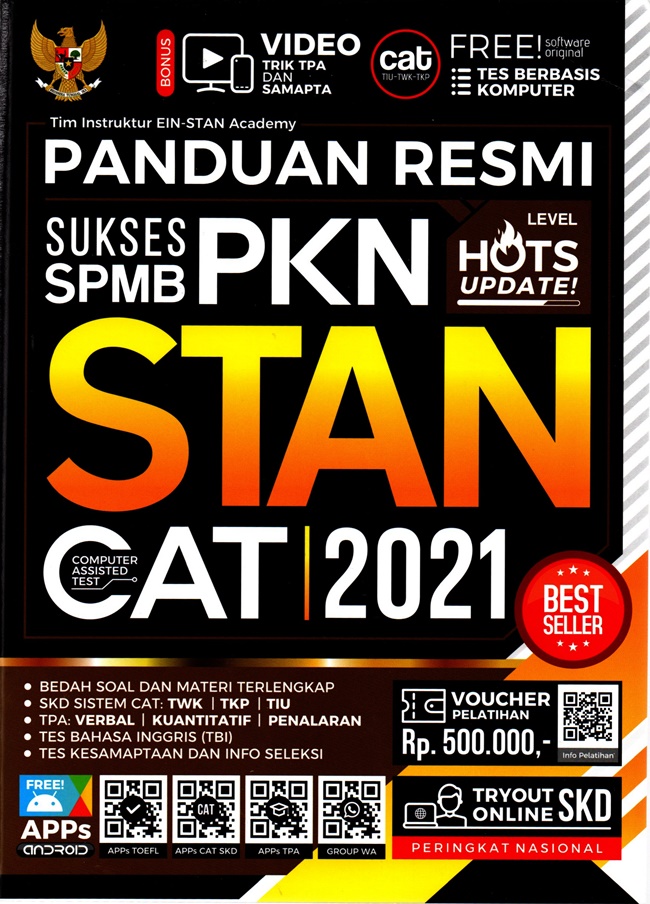 BONUS
VIDEO
TRIK TPA
DAN
SAMAPTA
cat
TIU-TWK-TKP
FREE! software
original
TES BERBASIS
KOMPUTER
Tim Instruktur EIN-STAN Academy
PANDUAN RESMI
SUKSES
SPMB
PKN
LEVEL
HOTS
UPDATE!
STAN
CAT
COMPUTER
ASSISTED
TEST
2021
BEST
SELLER
• BEDAH SOAL DAN MATERI TERLENGKAP
• SKD SISTEM CAT: TWK | TKP | TIU
• TPA: VERBAL | KUANTITATIF | PENALARAN
• TES BAHASA INGGRIS (TBI)
• TES KESAMAPTAAN DAN INFO SELEKSI
VOUCHER
PELATIHAN
Rp. 500.000,-
Info Pelatihan
FREE!
APPs
ANDROID
APPs TOEFL
CAT
APPs CAT SKD
APPs TPA
GROUP WA
TRYOUT
ONLINE
SKD
PERINGKAT NASIONAL